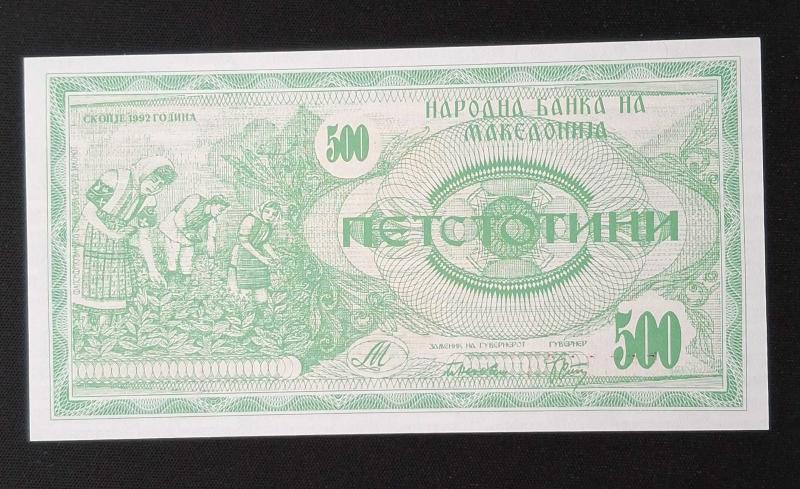 СКОПЈЕ 1992 ГОДИНА
НАРОДНА БАНКА НА
МАКЕДОНИЈА
500
ПЕТСТОТИНИ
500
ЗАМЕНИК НА ГУВЕРНЕРОТ ГУВЕРНЕР
М